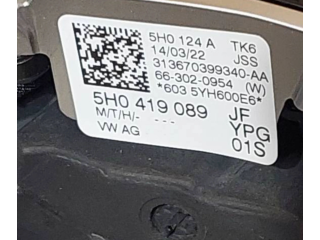 5H0 124 A TK6
14/03/22 JSS
313670399340-AA
66-302-0954 (W)
*603 5YH600E6*
5H0 419 089 JF
M/T/H/- --- YPG
VW AG 01S